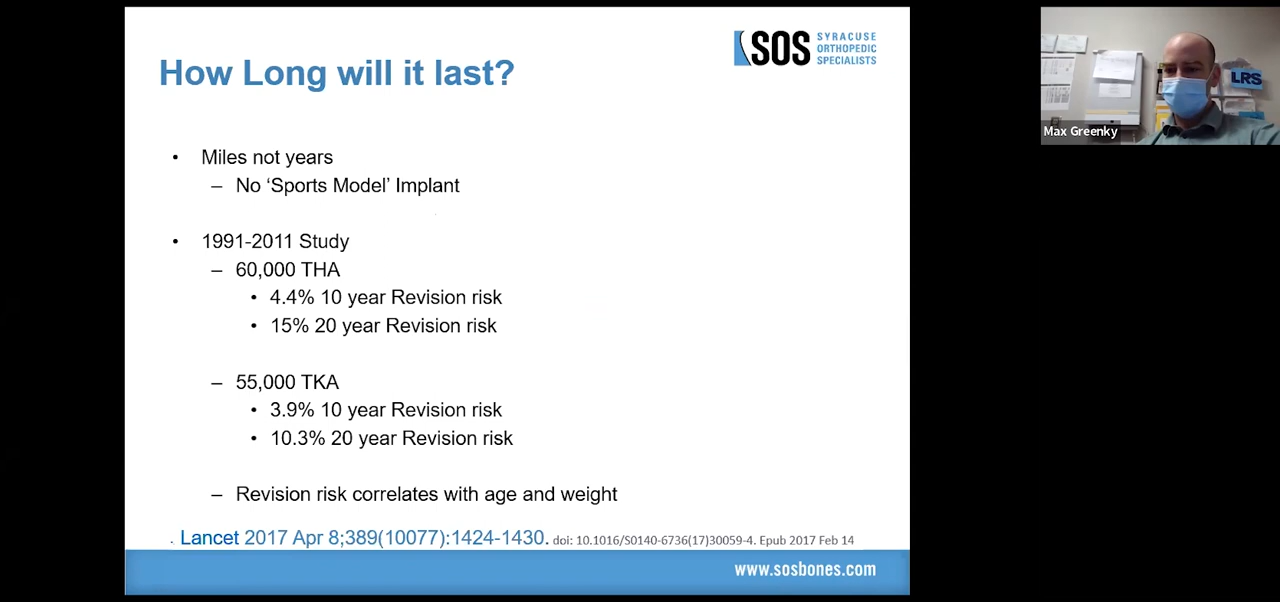 SOS SYRACUSE
ORTHOPEDIC
SPECIALISTS
How Long will it last?
• Miles not years
– No ‘Sports Model’ Implant
• 1991-2011 Study
– 60,000 THA
• 4.4% 10 year Revision risk
• 15% 20 year Revision risk
– 55,000 TKA
• 3.9% 10 year Revision risk
• 10.3% 20 year Revision risk
– Revision risk correlates with age and weight
. Lancet 2017 Apr 8;389(10077):1424-1430. doi: 10.1016/S0140-6736(17)30059-4. Epub 2017 Feb 14
www.sosbones.com
LRS
Max Greenky